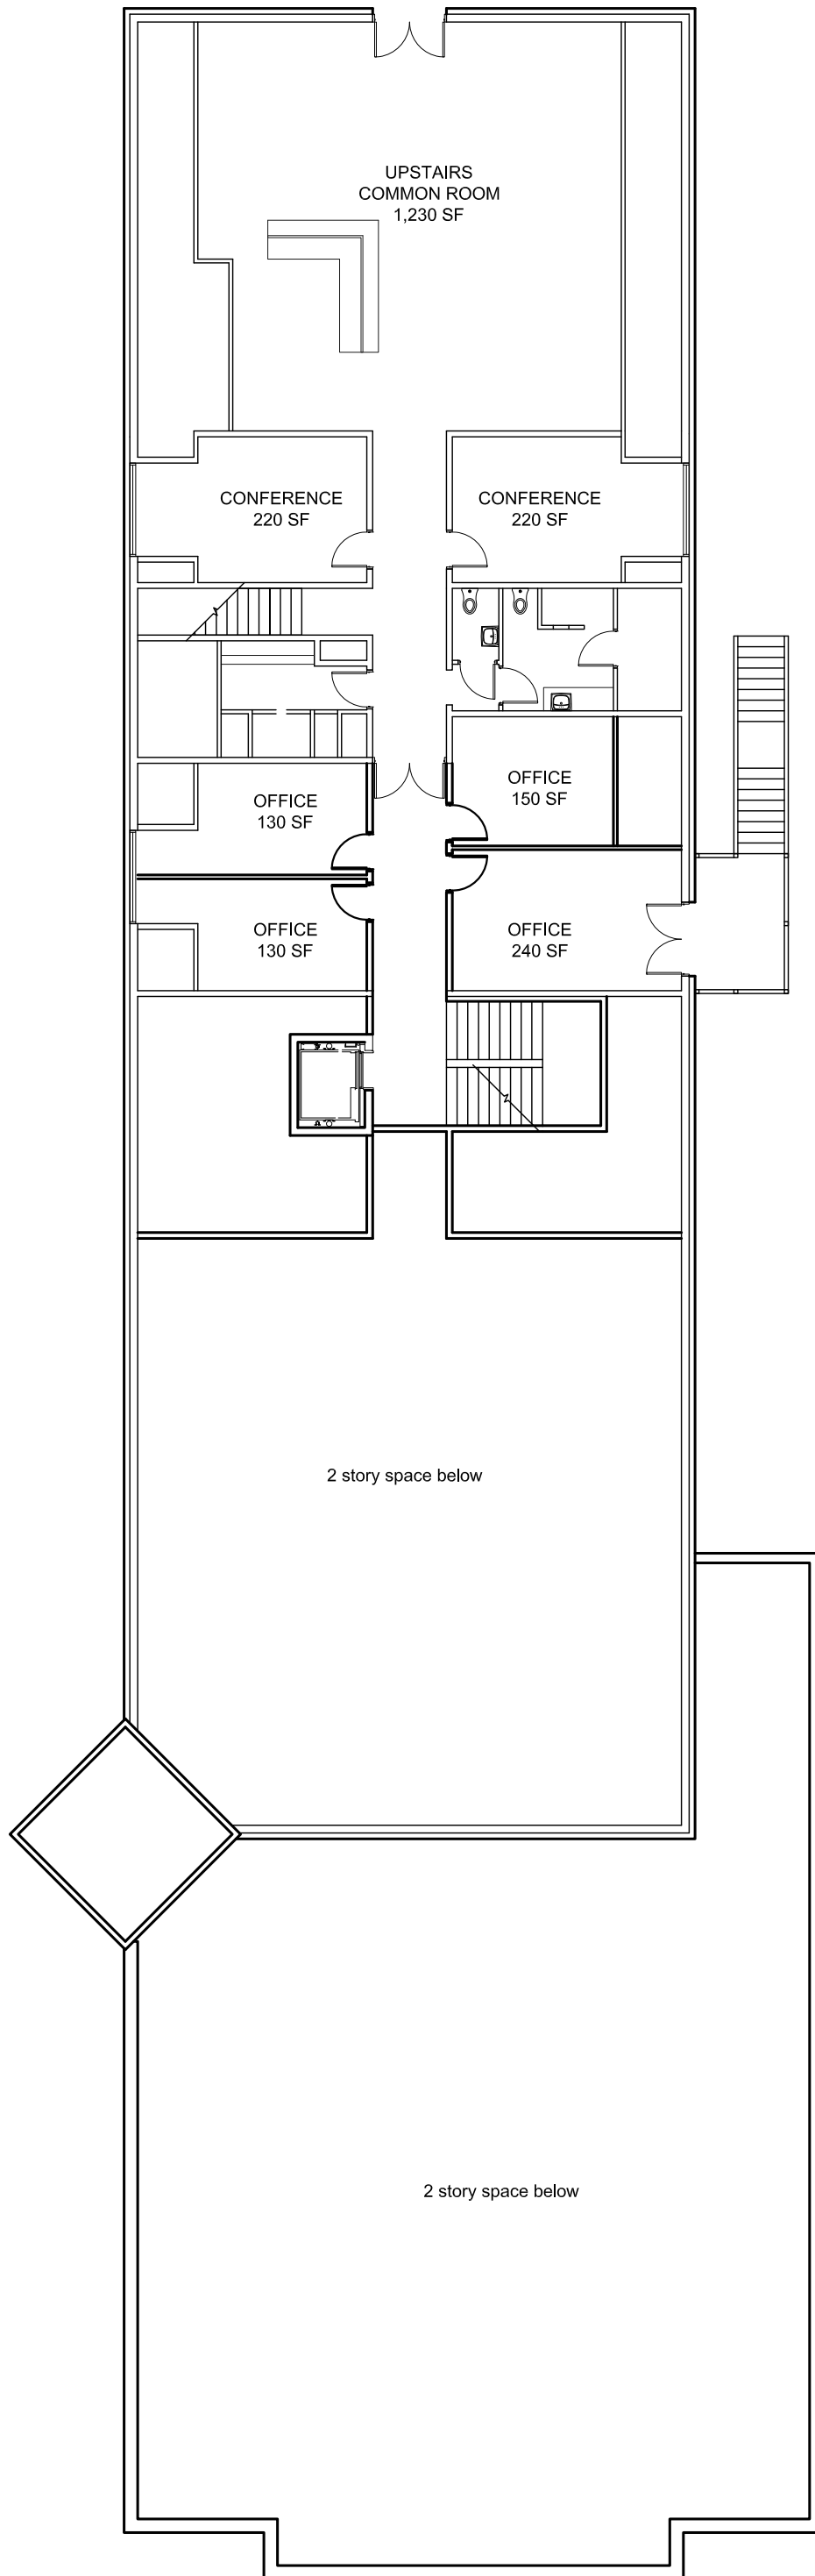 UPSTAIRS
COMMON ROOM
1,230 SF
CONFERENCE
220 SF
CONFERENCE
220 SF
OFFICE
150 SF
OFFICE
130 SF
OFFICE
130 SF
OFFICE
240 SF
2 story space below
2 story space below